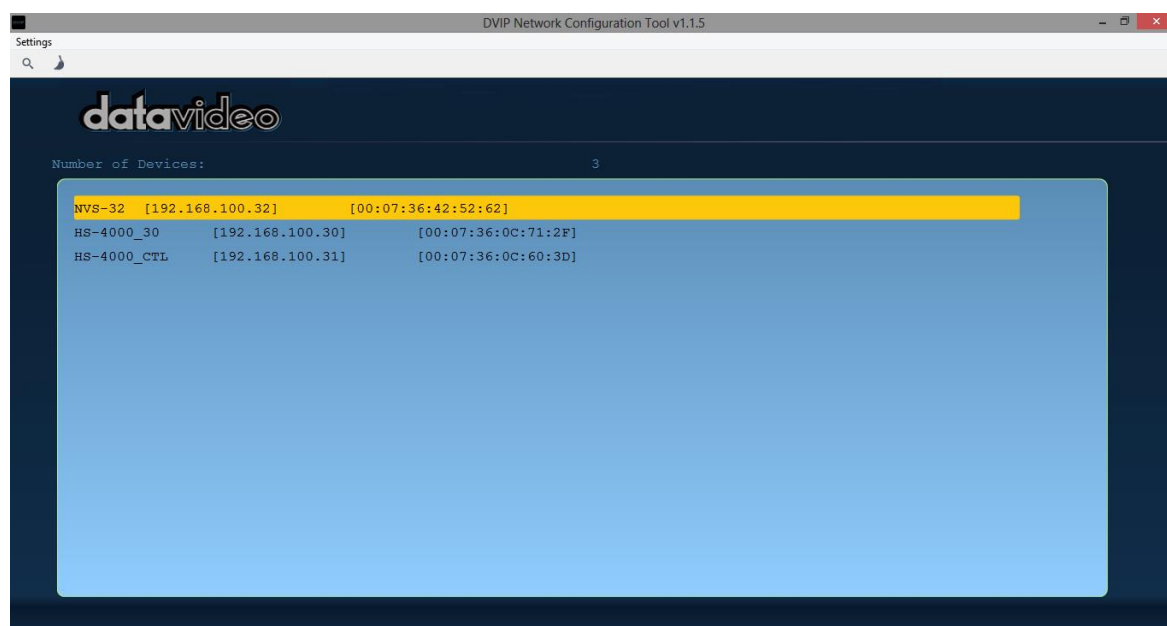 DVIP Network Configuration Tool v1.1.5
Settings
datavideo
Number of Devices: 3
NVS-32 [192.168.100.32] [00:07:36:42:52:62]
HS-4000_30 [192.168.100.30] [00:07:36:0C:71:2F]
HS-4000_CTL [192.168.100.31] [00:07:36:0C:60:3D]